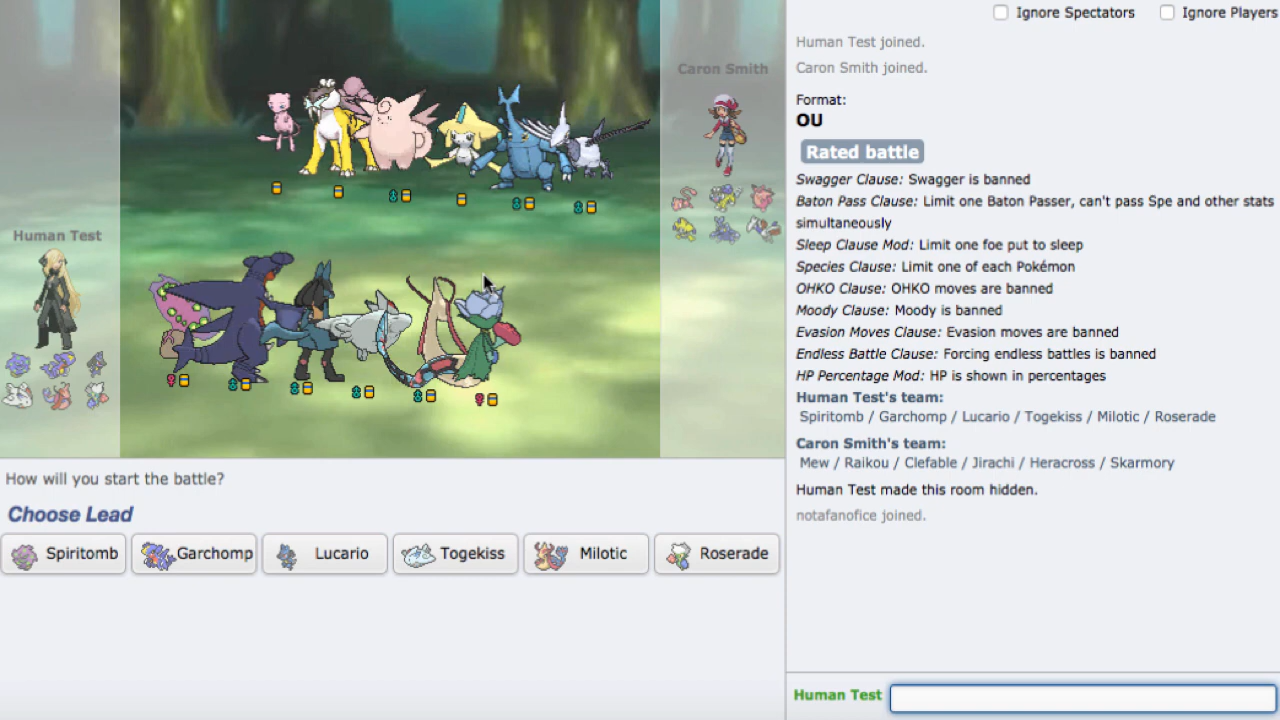 Ignore Spectators
Ignore Players
Human Test joined.
Caron Smith joined.
Format:
OU
Rated battle
Swagger Clause: Swagger is banned
Baton Pass Clause: Limit one Baton Passer, can't pass Spe and other stats
simultaneously
Sleep Clause Mod: Limit one foe put to sleep
Species Clause: Limit one of each Pokémon
OHKO Clause: OHKO moves are banned
Moody Clause: Moody is banned
Evasion Moves Clause: Evasion moves are banned
Endless Battle Clause: Forcing endless battles is banned
HP Percentage Mod: HP is shown in percentages
Human Test's team:
Spiritomb / Garchomp / Lucario / Togekiss / Milotic / Roserade
Caron Smith's team:
Mew / Raikou / Clefable / Jirachi / Heracross / Skarmory
Human Test made this room hidden.
notafanofice joined.
Human Test
Caron Smith
Human Test
How will you start the battle?
Choose Lead
Spiritomb
Garchomp
Lucario
Togekiss
Milotic
Roserade